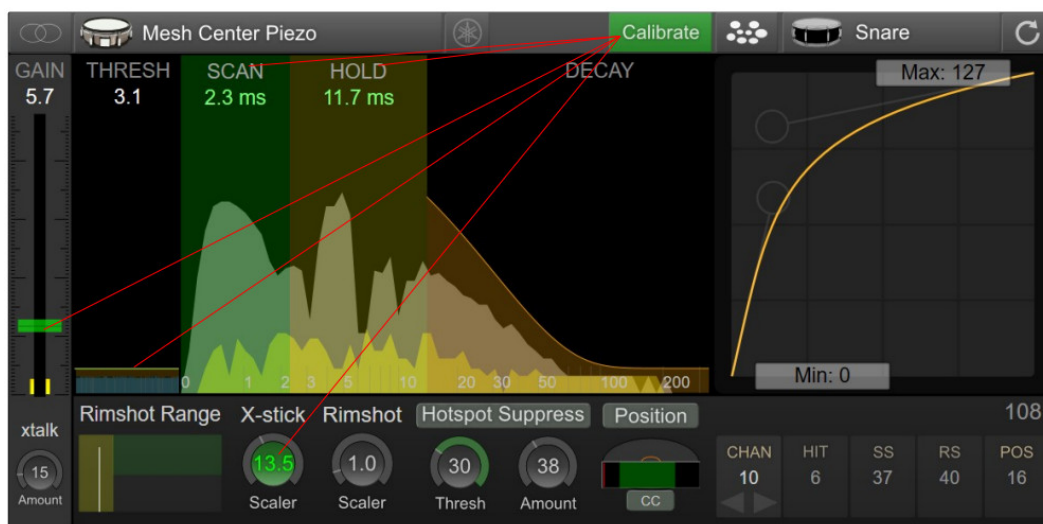 Mesh Center Piezo Calibrate Snare
GAIN THRESH SCAN HOLD DECAY Max: 127
5.7 3.1 2.3 ms 11.7 ms
0 1 2 3 5 10 20 30 50 100 200 Min: 0
Rimshot Range X-stick Rimshot Hotspot Suppress Position 108
xtalk
CHAN HIT SS RS POS
15 13.5 1.0 30 38 10 6 37 40 16
Amount Scaler Scaler Thresh Amount CC